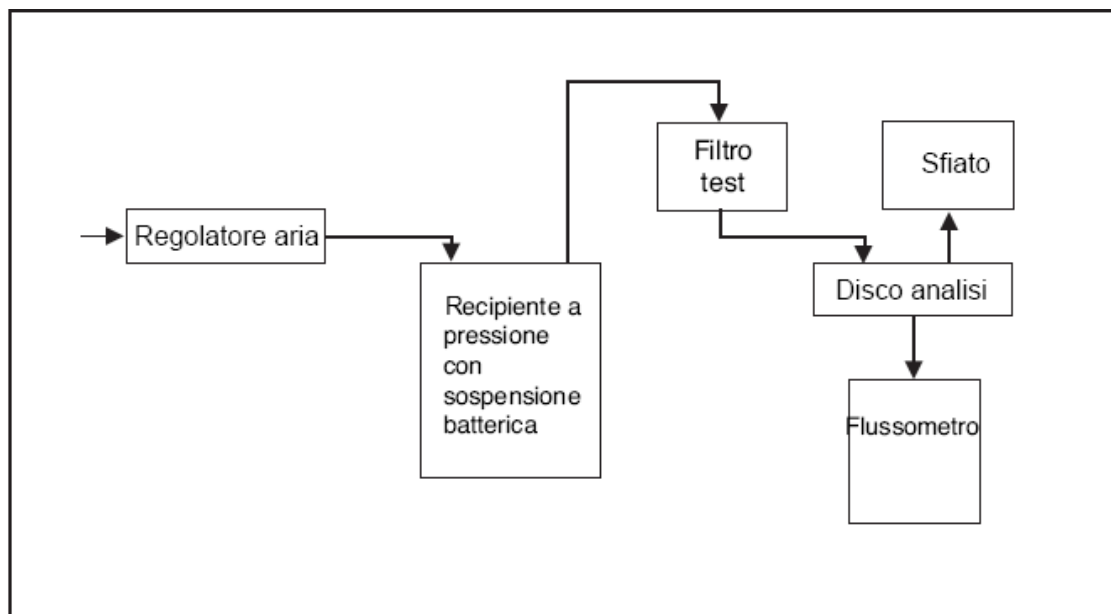 Regolatore aria
Recipiente a
pressione
con
sospensione
batterica
Filtro
test
Sfiato
Disco analisi
Flussometro